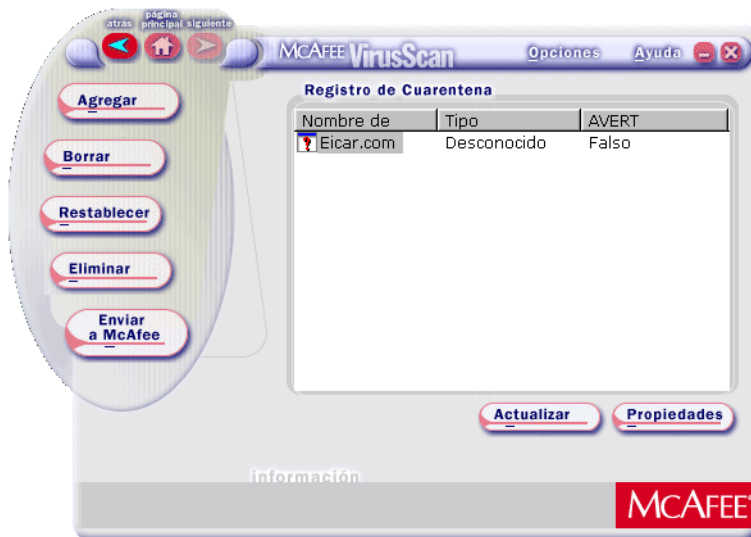 atrás
página
principal
siguiente
McAfee VirusScan
Opciones
Ayuda
Agregar
Borrar
Restablecer
Eliminar
Enviar
a McAfee
Registro de Cuarentena
Nombre de
Tipo
AVERT
Eicar.com
Desconocido
Falso
Actualizar
Propiedades
información
McAfee